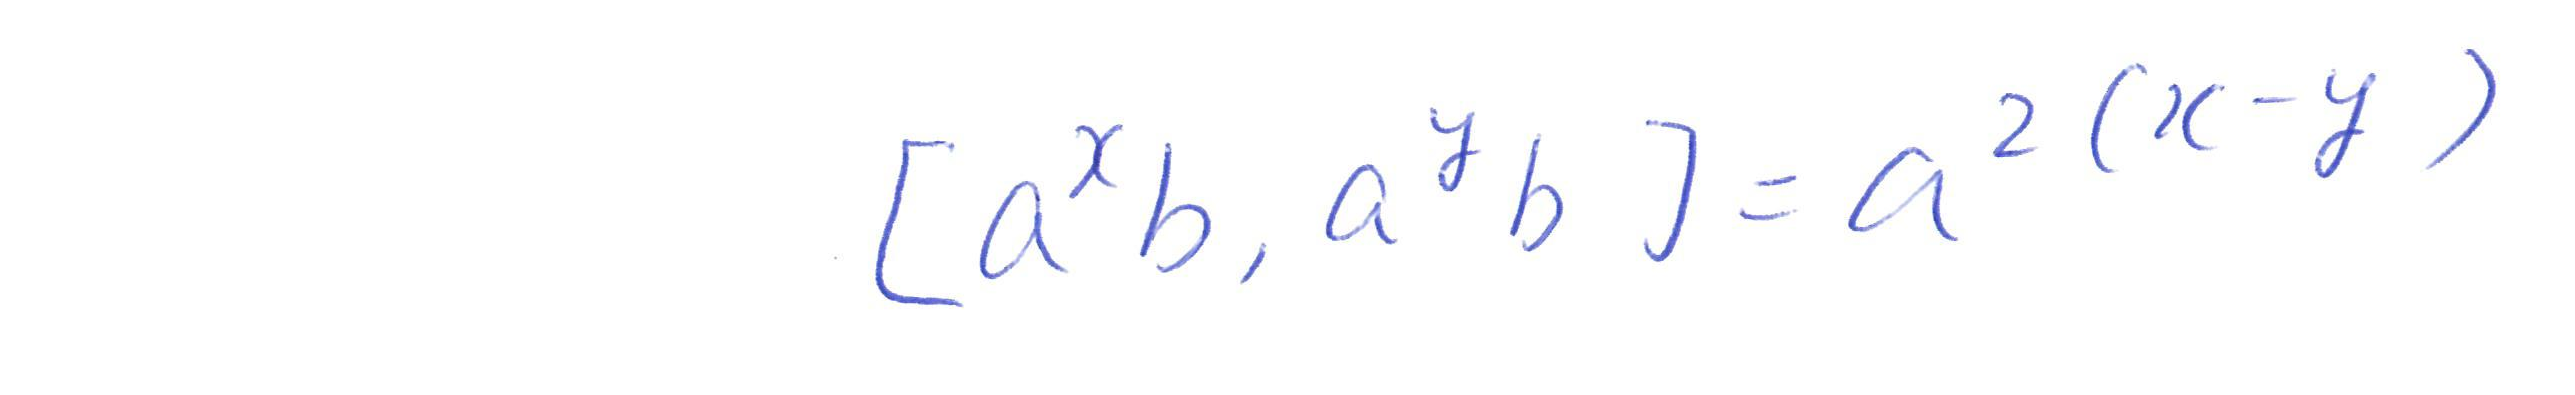 [a^x b, a^y b] = a^{2(x-y)}